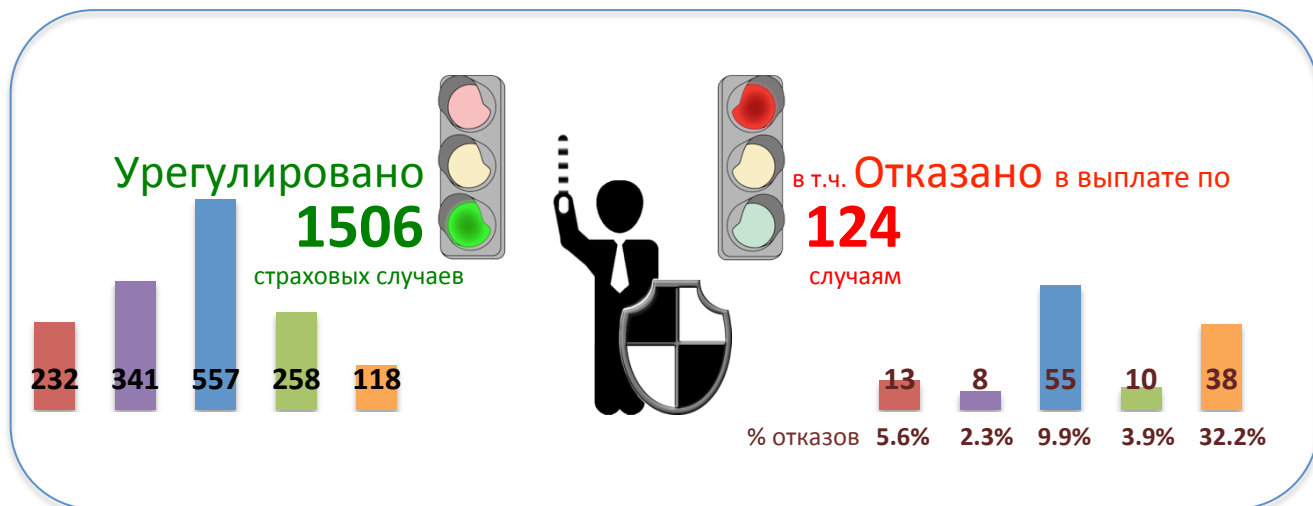 Урегулировано
1506
страховых случаев
232 341 557 258 118
в т.ч. Отказано в выплате по
124
случаям
13 8 55 10 38
% отказов 5.6% 2.3% 9.9% 3.9% 32.2%